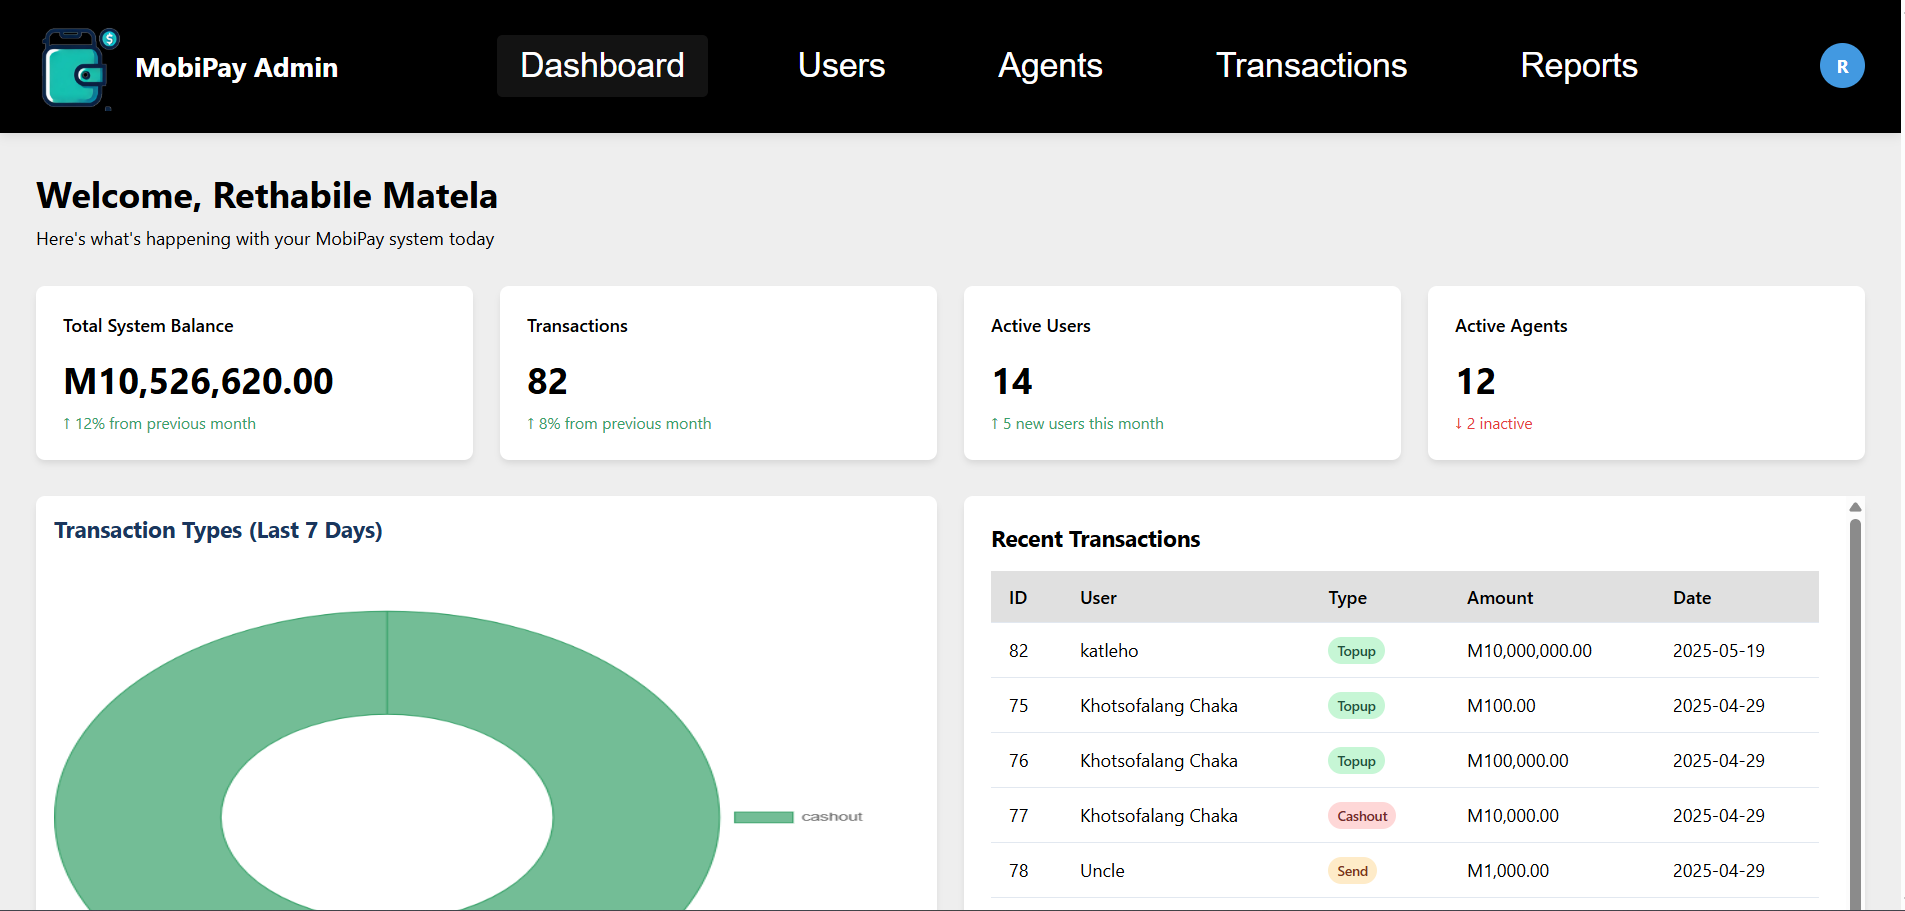 MobiPay Admin
Dashboard
Users
Agents
Transactions
Reports
R
Welcome, Rethabile Matela
Here's what's happening with your MobiPay system today
Total System Balance
M10,526,620.00
↑ 12% from previous month
Transactions
82
↑ 8% from previous month
Active Users
14
↑ 5 new users this month
Active Agents
12
↓ 2 inactive
Transaction Types (Last 7 Days)
cashout
Recent Transactions
ID User Type Amount Date
82 katleho Topup M10,000,000.00 2025-05-19
75 Khotsofalang Chaka Topup M100.00 2025-04-29
76 Khotsofalang Chaka Topup M100,000.00 2025-04-29
77 Khotsofalang Chaka Cashout M10,000.00 2025-04-29
78 Uncle Send M1,000.00 2025-04-29